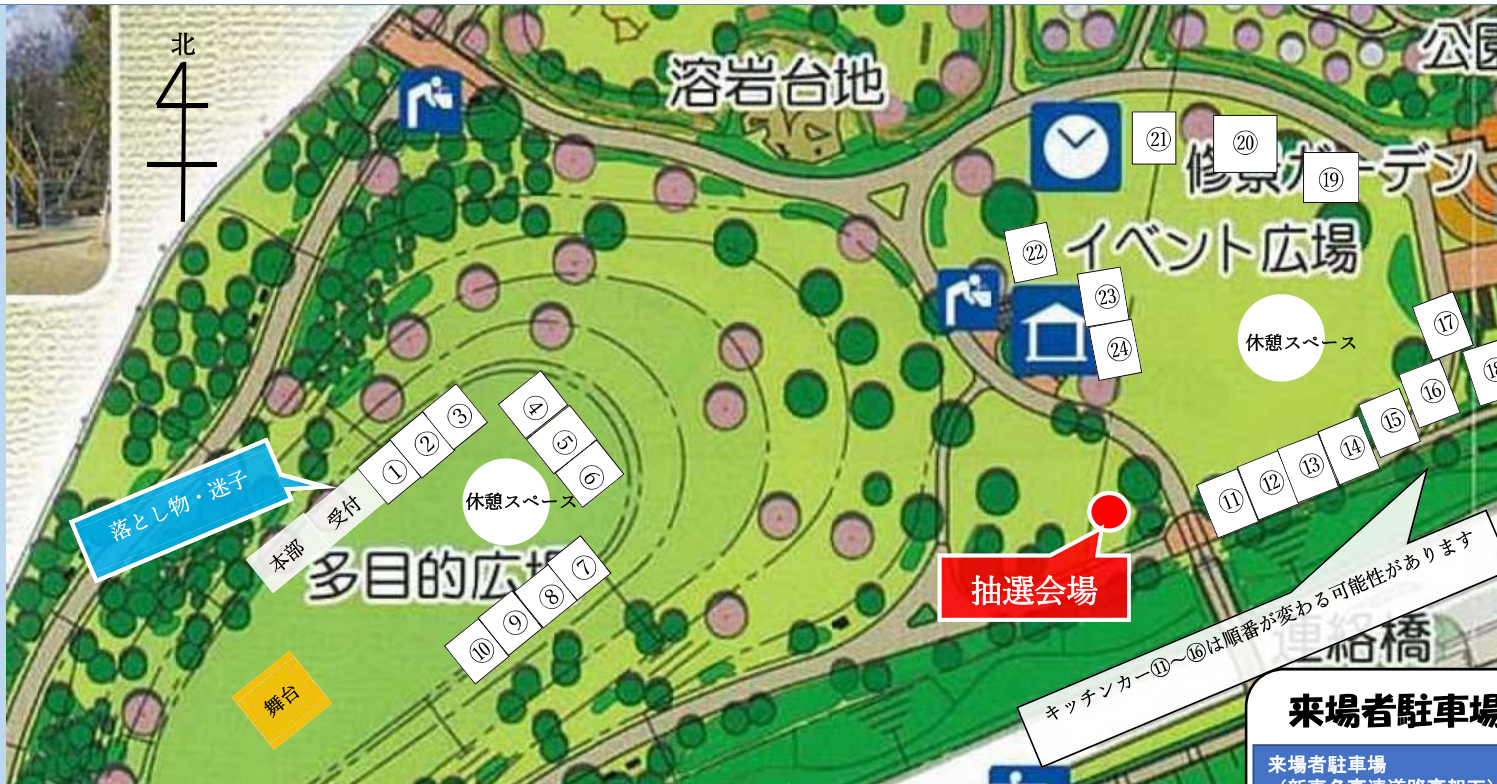 北
溶岩台地
公園
㉑
⑳
⑲
修景ガーデン
イベント広場
㉒
㉓
㉔
休憩スペース
⑰
⑱
⑯
⑮
⑭
⑬
⑫
⑪
③
②
①
受付
本部
落とし物・迷子
④
⑤
⑥
休憩スペース
多目的広場
⑦
⑧
⑨
⑩
舞台
抽選会場
キッチンカー⑪～⑯は順番が変わる可能性があります
連絡橋
来場者駐車場
来場者駐車場